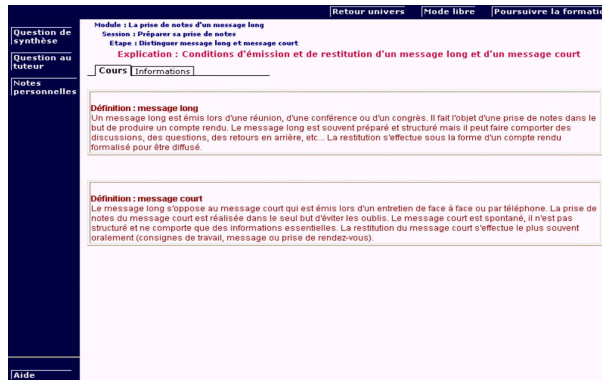 Retour univers
Mode libre
Poursuivre la formatio
Question de
synthèse
Question au
tuteur
Notes
personnelles
Module : La prise de notes d'un message long
Session : Préparer sa prise de notes
Etape : Distinguer message long et message court
Explication : Conditions d'émission et de restitution d'un message long et d'un message court
Cours
Informations
Définition : message long
Un message long est émis lors d'une réunion, d'une conférence ou d'un congrès. Il fait l'objet d'une prise de notes dans le
but de produire un compte rendu. Le message long est souvent préparé et structuré mais il peut faire comporter des
discussions, des questions, des retours en arrière, etc... La restitution s'effectue sous la forme d'un compte rendu
formalisé pour être diffusé.
Définition : message court
Le message long s'oppose au message court qui est émis lors d'un entretien de face à face ou par téléphone. La prise de
notes du message court est réalisée dans le seul but d'éviter les oublis. Le message court est spontané, il n'est pas
structuré et ne comporte que des informations essentielles. La restitution du message court s'effectue le plus souvent
oralement (consignes de travail, message ou prise de rendez-vous).
Aide